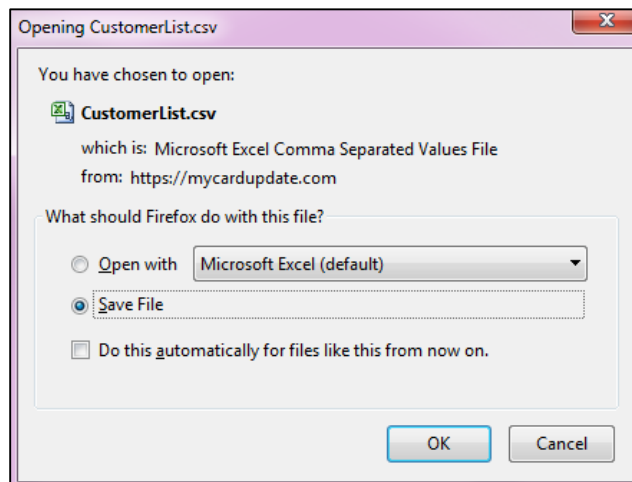 Opening CustomerList.csv
You have chosen to open:
CustomerList.csv
which is: Microsoft Excel Comma Separated Values File
from: https://mycardupdate.com
What should Firefox do with this file?
Open with Microsoft Excel (default)
Save File
Do this automatically for files like this from now on.
OK Cancel